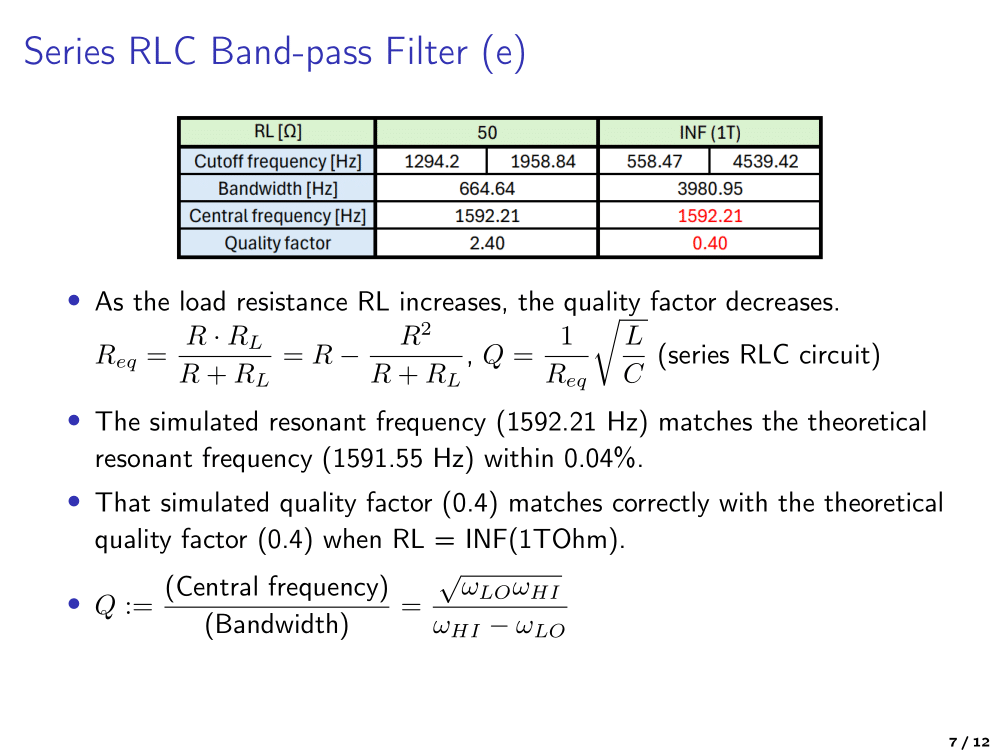 Series RLC Band-pass Filter (e)
RL [Ω] 50 INF (1T)
Cutoff frequency [Hz] 1294.2 1958.84 558.47 4539.42
Bandwidth [Hz] 664.64 3980.95
Central frequency [Hz] 1592.21 1592.21
Quality factor 2.40 0.40
• As the load resistance RL increases, the quality factor decreases.
$R_{eq} = \frac{R \cdot R_L}{R + R_L} = R - \frac{R^2}{R + R_L}$, $Q = \frac{1}{R_{eq}} \sqrt{\frac{L}{C}}$ (series RLC circuit)
• The simulated resonant frequency (1592.21 Hz) matches the theoretical
resonant frequency (1591.55 Hz) within 0.04%.
• That simulated quality factor (0.4) matches correctly with the theoretical
quality factor (0.4) when RL = INF(1TOhm).
• $Q := \frac{\text{(Central frequency)}}{\text{(Bandwidth)}} = \frac{\sqrt{\omega_{LO}\omega_{HI}}}{\omega_{HI} - \omega_{LO}}$
7 / 12